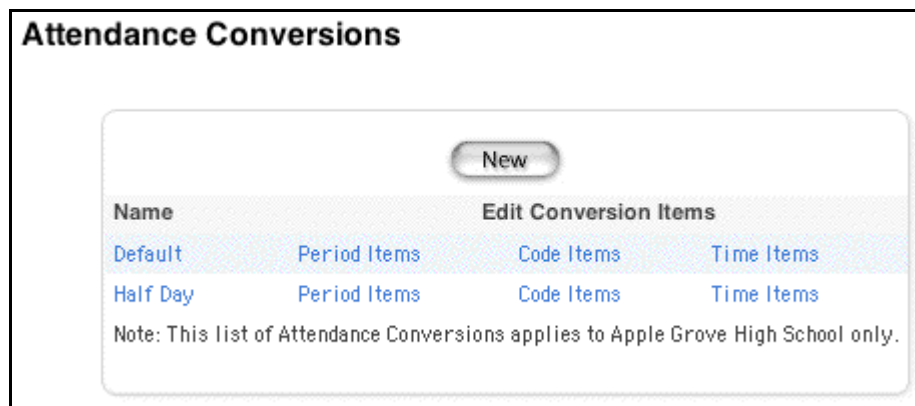 Attendance Conversions
New
Name Edit Conversion Items
Default Period Items Code Items Time Items
Half Day Period Items Code Items Time Items
Note: This list of Attendance Conversions applies to Apple Grove High School only.